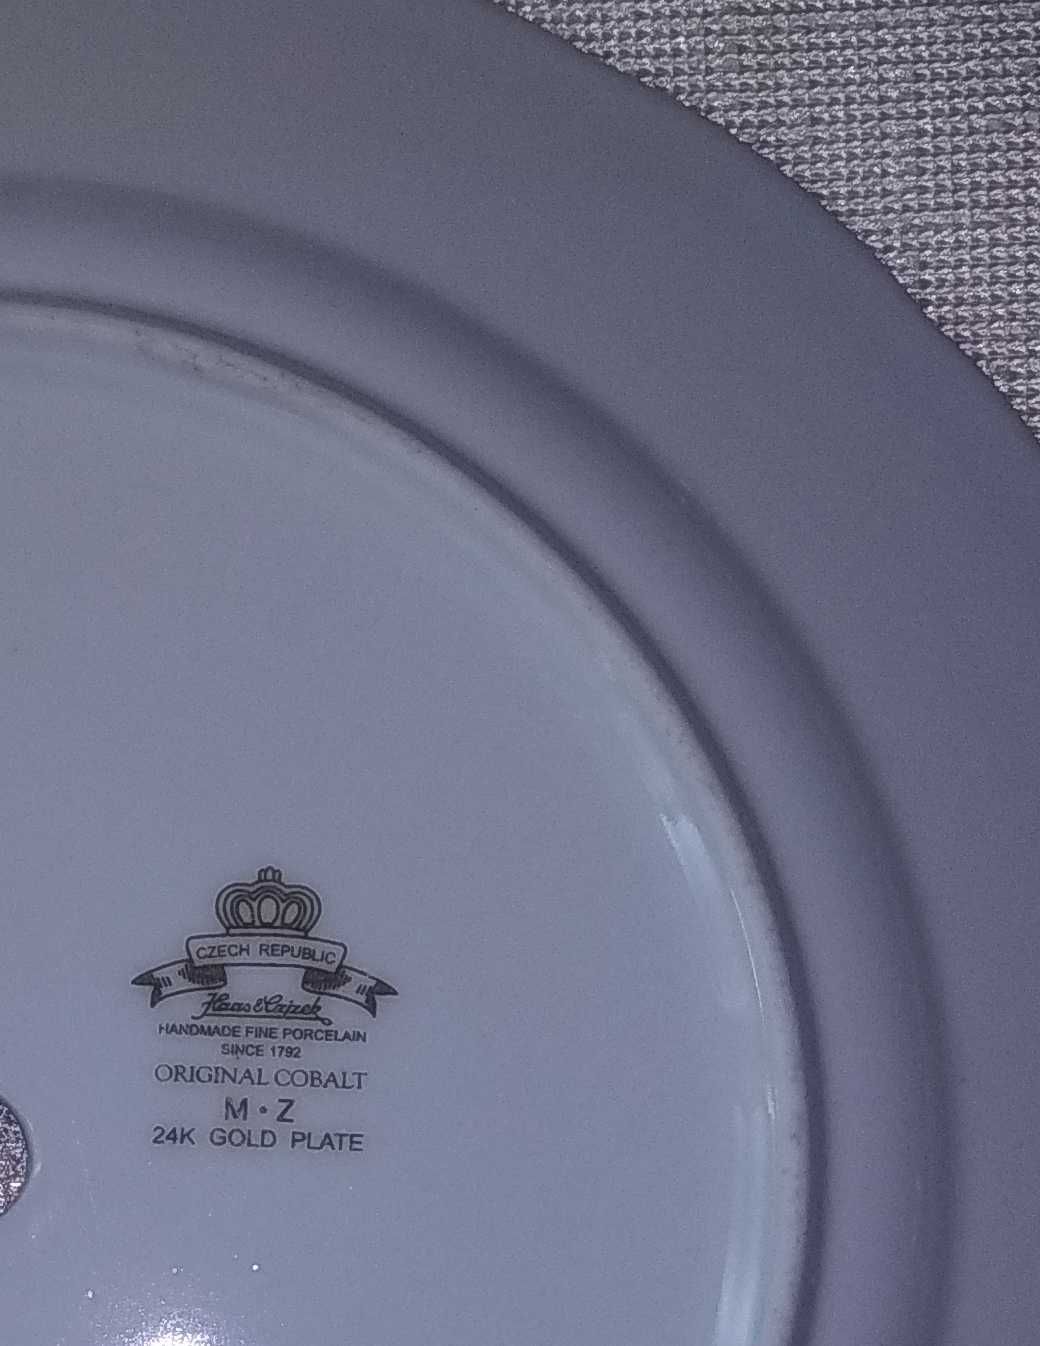 CZECH REPUBLIC
Haas & Czjzek
HANDMADE FINE PORCELAIN
SINCE 1792
ORIGINAL COBALT
M • Z
24K GOLD PLATE